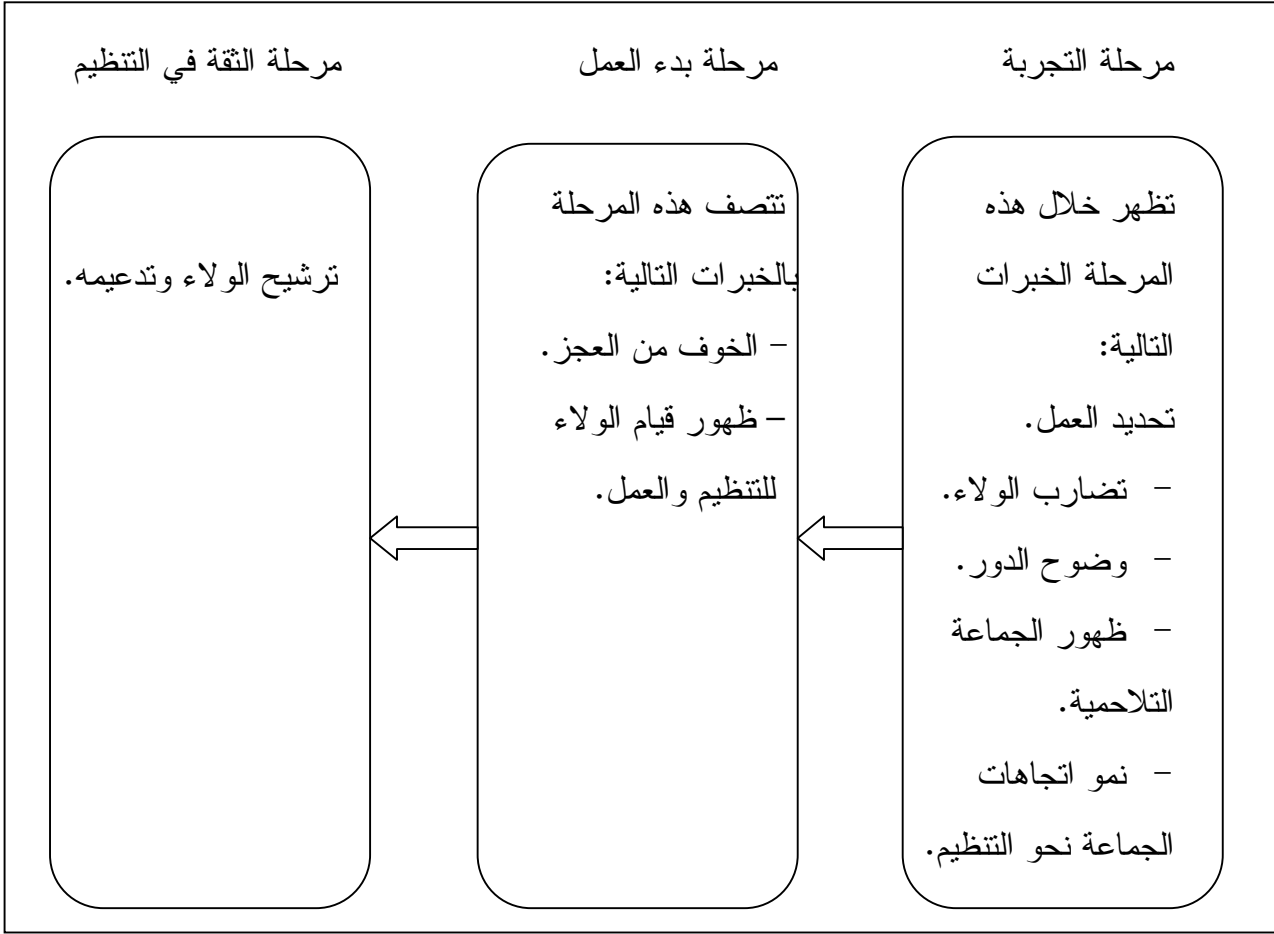 مرحلة التجربة
مرحلة بدء العمل
مرحلة الثقة في التنظيم
تظهر خلال هذه
المرحلة الخبرات
التالية:
تحديد العمل.
- تضارب الولاء.
- وضوح الدور.
- ظهور الجماعة
التلاحمية.
- نمو اتجاهات
الجماعة نحو التنظيم.
تتصف هذه المرحلة
بالخبرات التالية:
- الخوف من العجز.
– ظهور قيام الولاء
للتنظيم والعمل.
ترشيح الولاء وتدعيمه.